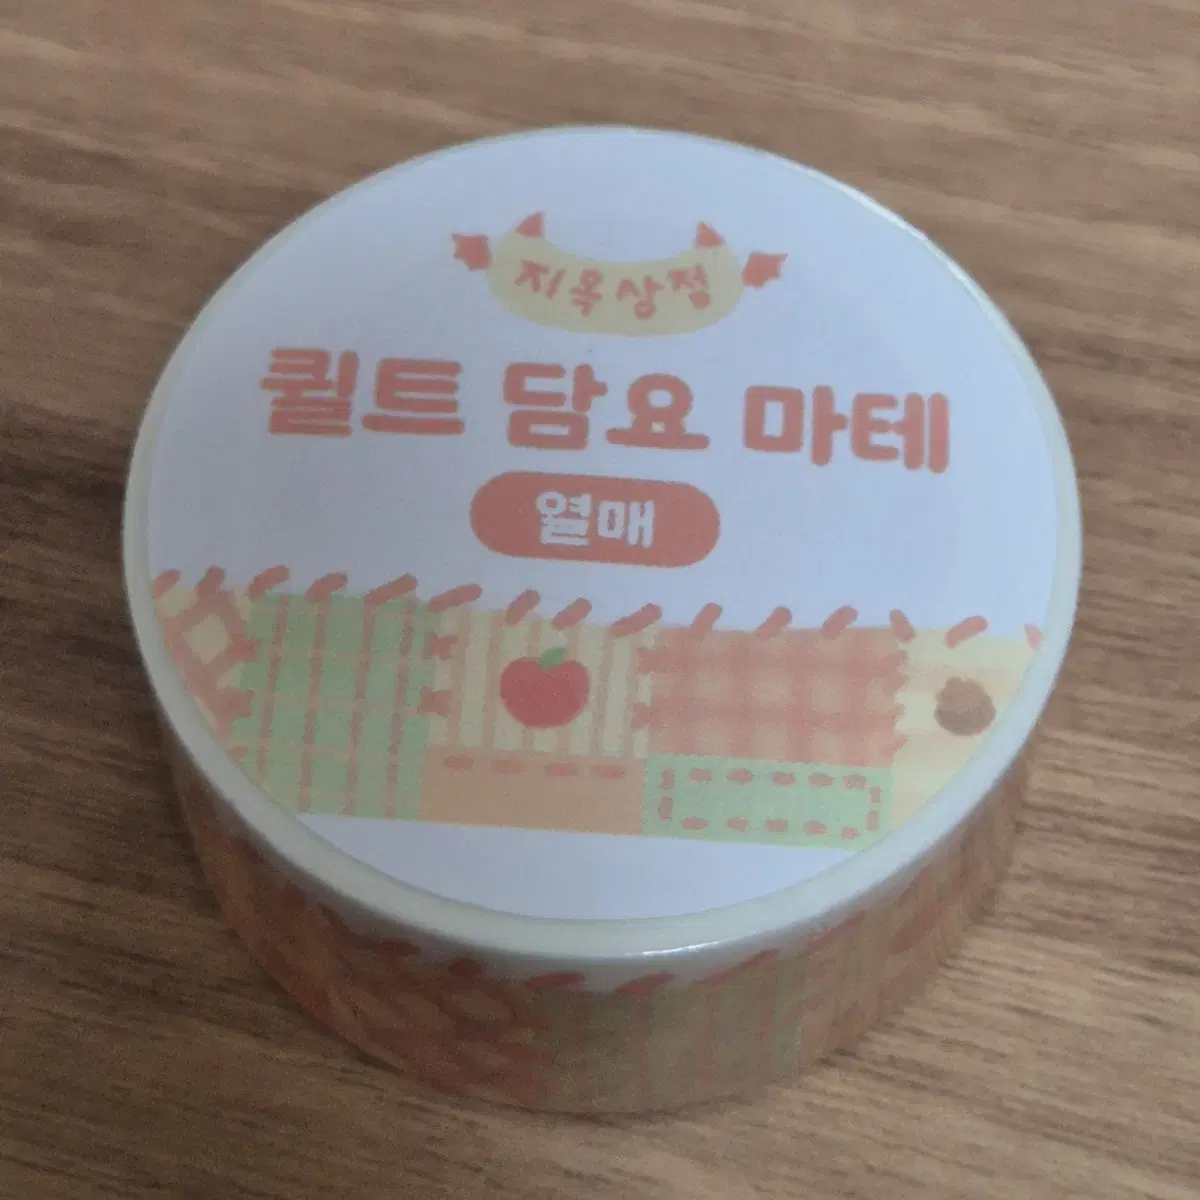 지옥상점
퀼트 담요 마테
열매